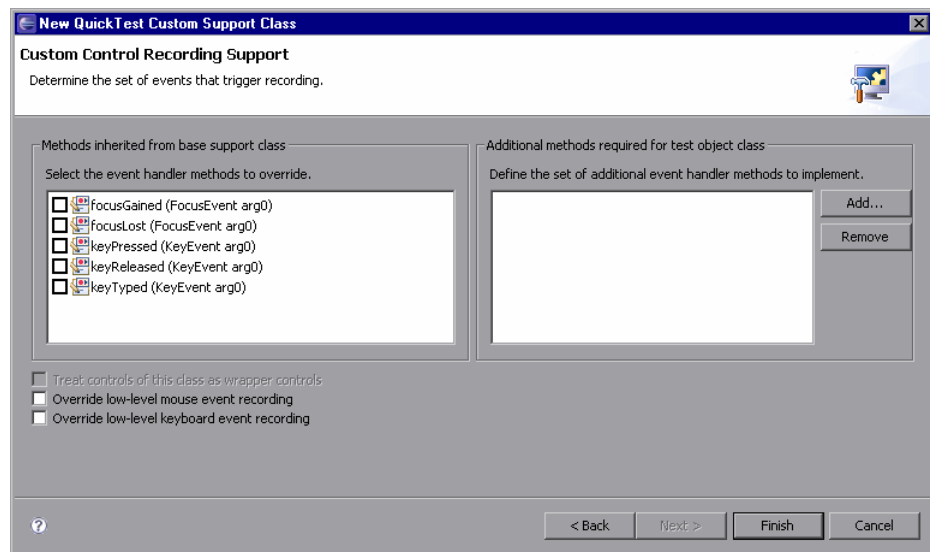 New QuickTest Custom Support Class
Custom Control Recording Support
Determine the set of events that trigger recording.
Methods inherited from base support class
Select the event handler methods to override.
focusGained (FocusEvent arg0)
focusLost (FocusEvent arg0)
keyPressed (KeyEvent arg0)
keyReleased (KeyEvent arg0)
keyTyped (KeyEvent arg0)
Additional methods required for test object class
Define the set of additional event handler methods to implement.
Add...
Remove
Treat controls of this class as wrapper controls
Override low-level mouse event recording
Override low-level keyboard event recording
?
< Back
Next >
Finish
Cancel